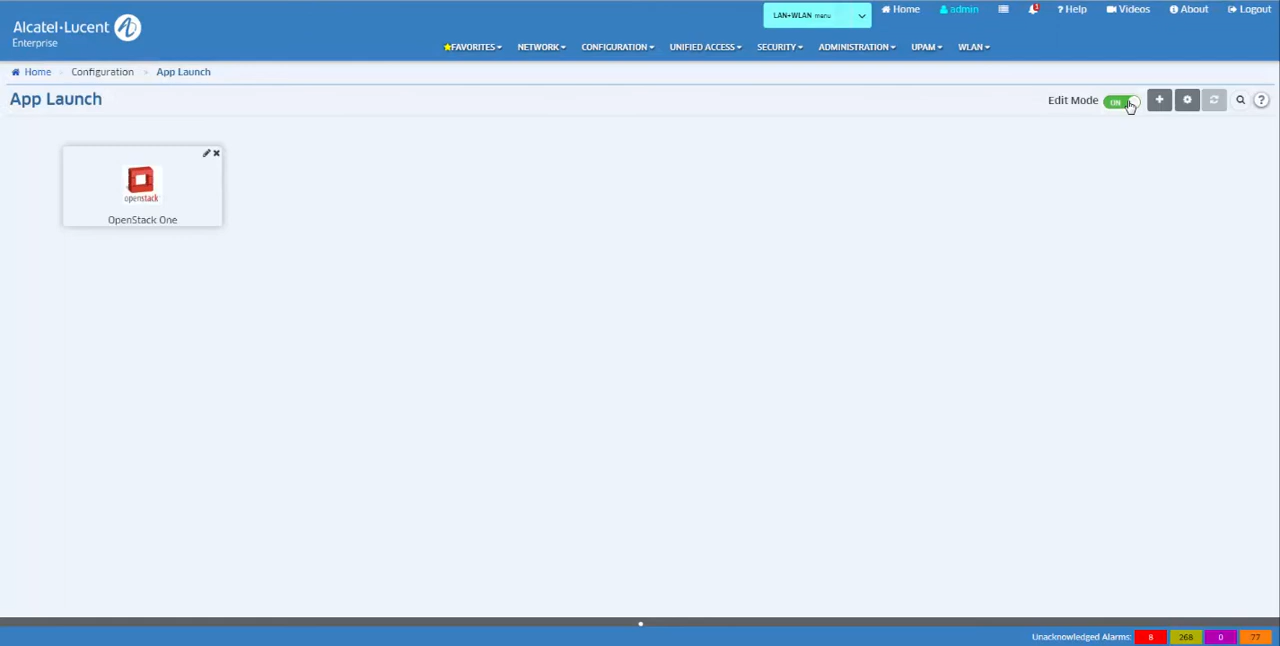 Alcatel·Lucent
Enterprise
LAN+WLAN menu
Home admin 1 ? Help Videos About Logout
FAVORITES NETWORK CONFIGURATION UNIFIED ACCESS SECURITY ADMINISTRATION UPAM WLAN
Home > Configuration > App Launch
App Launch
Edit Mode ON ?
openstack
OpenStack One
Unacknowledged Alarms: 8 268 0 77